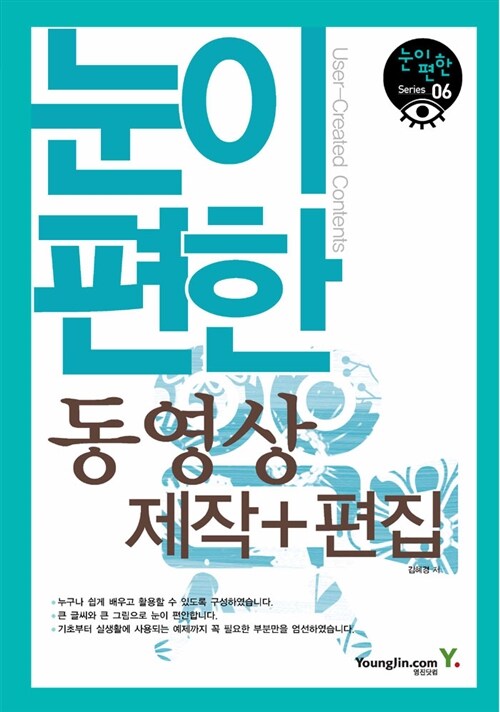 눈이
편한
User-Created Contents
눈이
편한
Series 06
동영상
제작+편집
김혜경 저
누구나 쉽게 배우고 활용할 수 있도록 구성하였습니다.
큰 글씨와 큰 그림으로 눈이 편안합니다.
기초부터 실생활에 사용되는 예제까지 꼭 필요한 부분만을 엄선하였습니다.
YoungJin.com Y.
영진닷컴